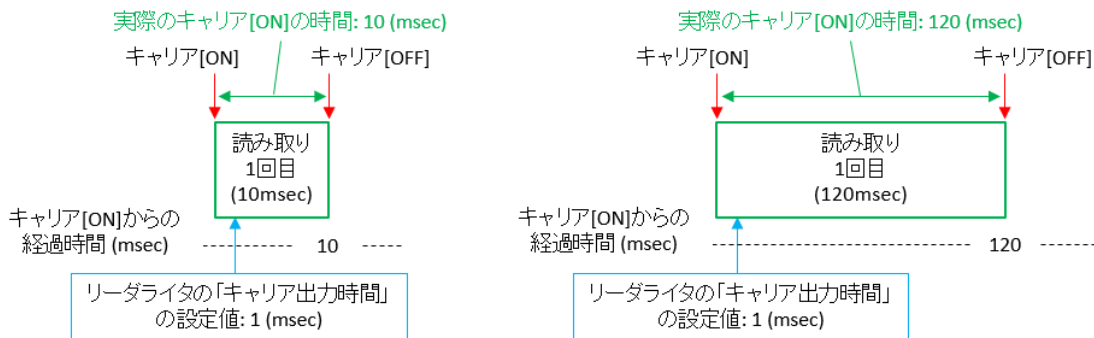 実際のキャリア[ON]の時間: 10 (msec)
キャリア[ON]
キャリア[OFF]
読み取り
1回目
(10msec)
キャリア[ON]からの
経過時間 (msec)
10
リーダライタの「キャリア出力時間」
の設定値: 1 (msec)
実際のキャリア[ON]の時間: 120 (msec)
キャリア[ON]
キャリア[OFF]
読み取り
1回目
(120msec)
キャリア[ON]からの
経過時間 (msec)
120
リーダライタの「キャリア出力時間」
の設定値: 1 (msec)